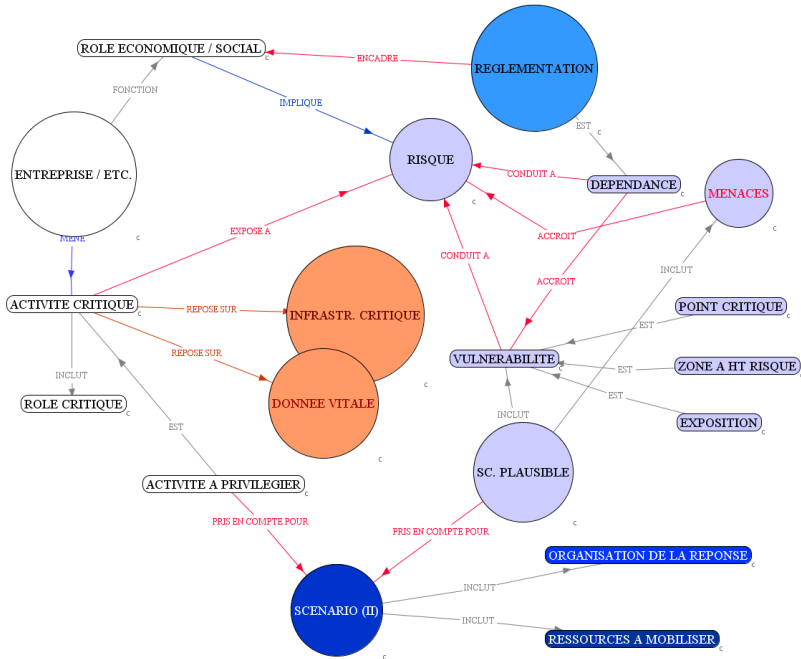 ROLE ECONOMIQUE / SOCIAL
c
ENCADRE
REGLEMENTATION
FONCTION
IMPLIQUE
EST
c
ENTREPRISE / ETC.
c
RISQUE
c
CONDUIT A
DEPENDANCE
c
MENACES
c
MENE
EXPOSE A
ACCROIT
CONDUIT A
ACCROIT
INCLUT
ACTIVITE CRITIQUE
c
REPOSE SUR
INFRASTR. CRITIQUE
c
POINT CRITIQUE
c
EST
REPOSE SUR
VULNERABILITE
c
EST
ZONE A HT RISQUE
c
INCLUT
ROLE CRITIQUE
c
DONNEE VITALE
c
EST
INCLUT
EXPOSITION
c
EST
SC. PLAUSIBLE
c
ACTIVITE A PRIVILEGIER
c
PRIS EN COMPTE POUR
PRIS EN COMPTE POUR
ORGANISATION DE LA REPONSE
c
INCLUT
SCENARIO (II)
c
INCLUT
RESSOURCES A MOBILISER
c